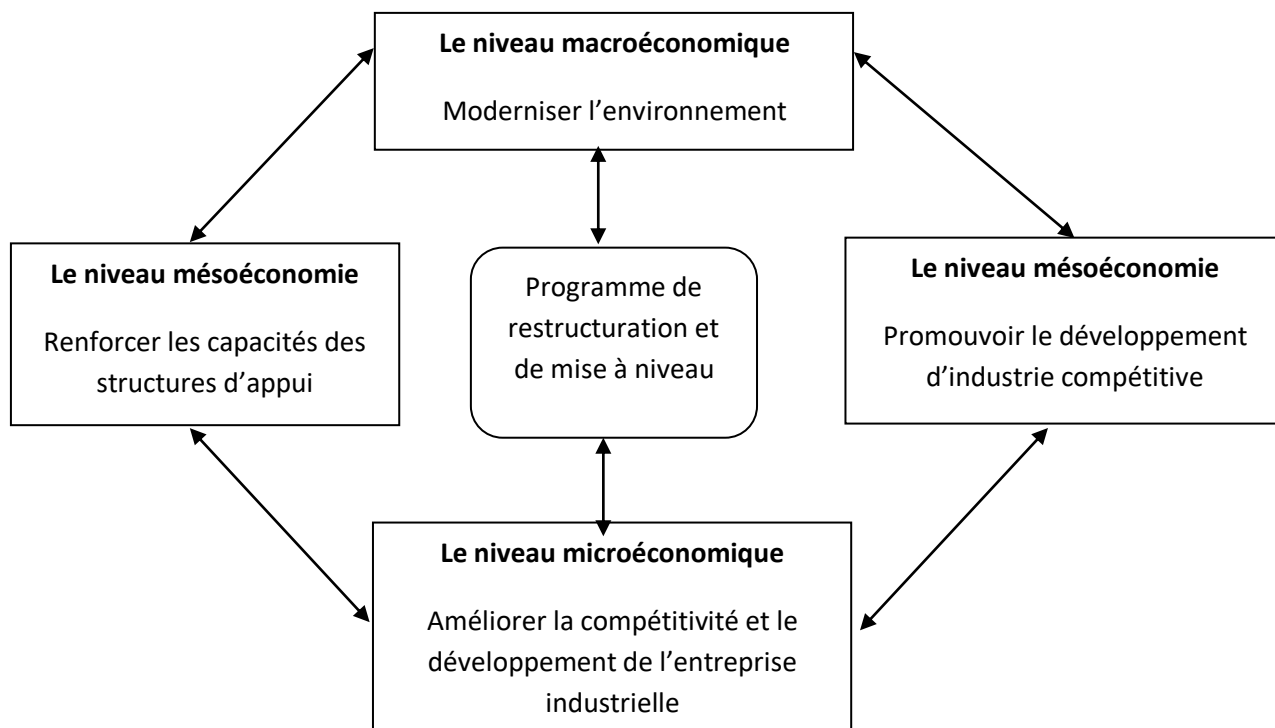 Le niveau macroéconomique
Moderniser l’environnement
Le niveau mésoéconomie
Renforcer les capacités des
structures d’appui
Programme de
restructuration et
de mise à niveau
Le niveau mésoéconomie
Promouvoir le développement
d’industrie compétitive
Le niveau microéconomique
Améliorer la compétitivité et le
développement de l’entreprise
industrielle